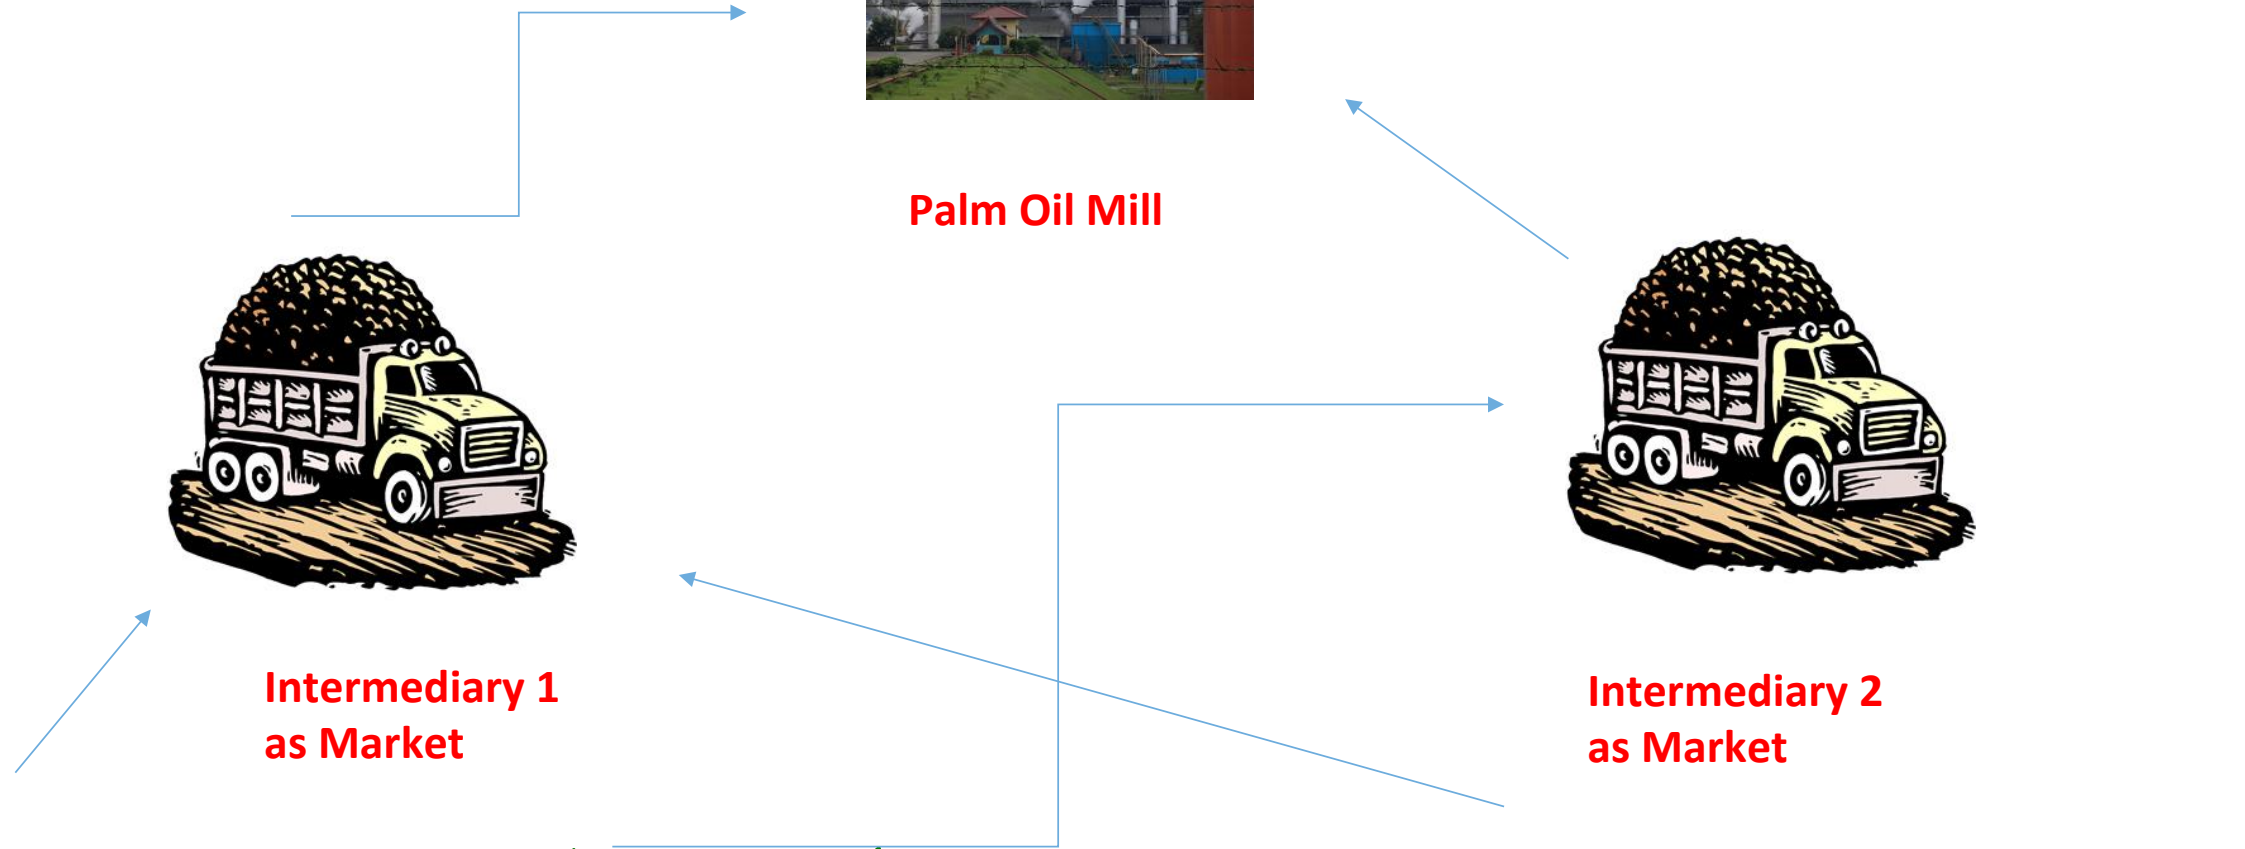 Palm Oil Mill
Intermediary 1
as Market
Intermediary 2
as Market